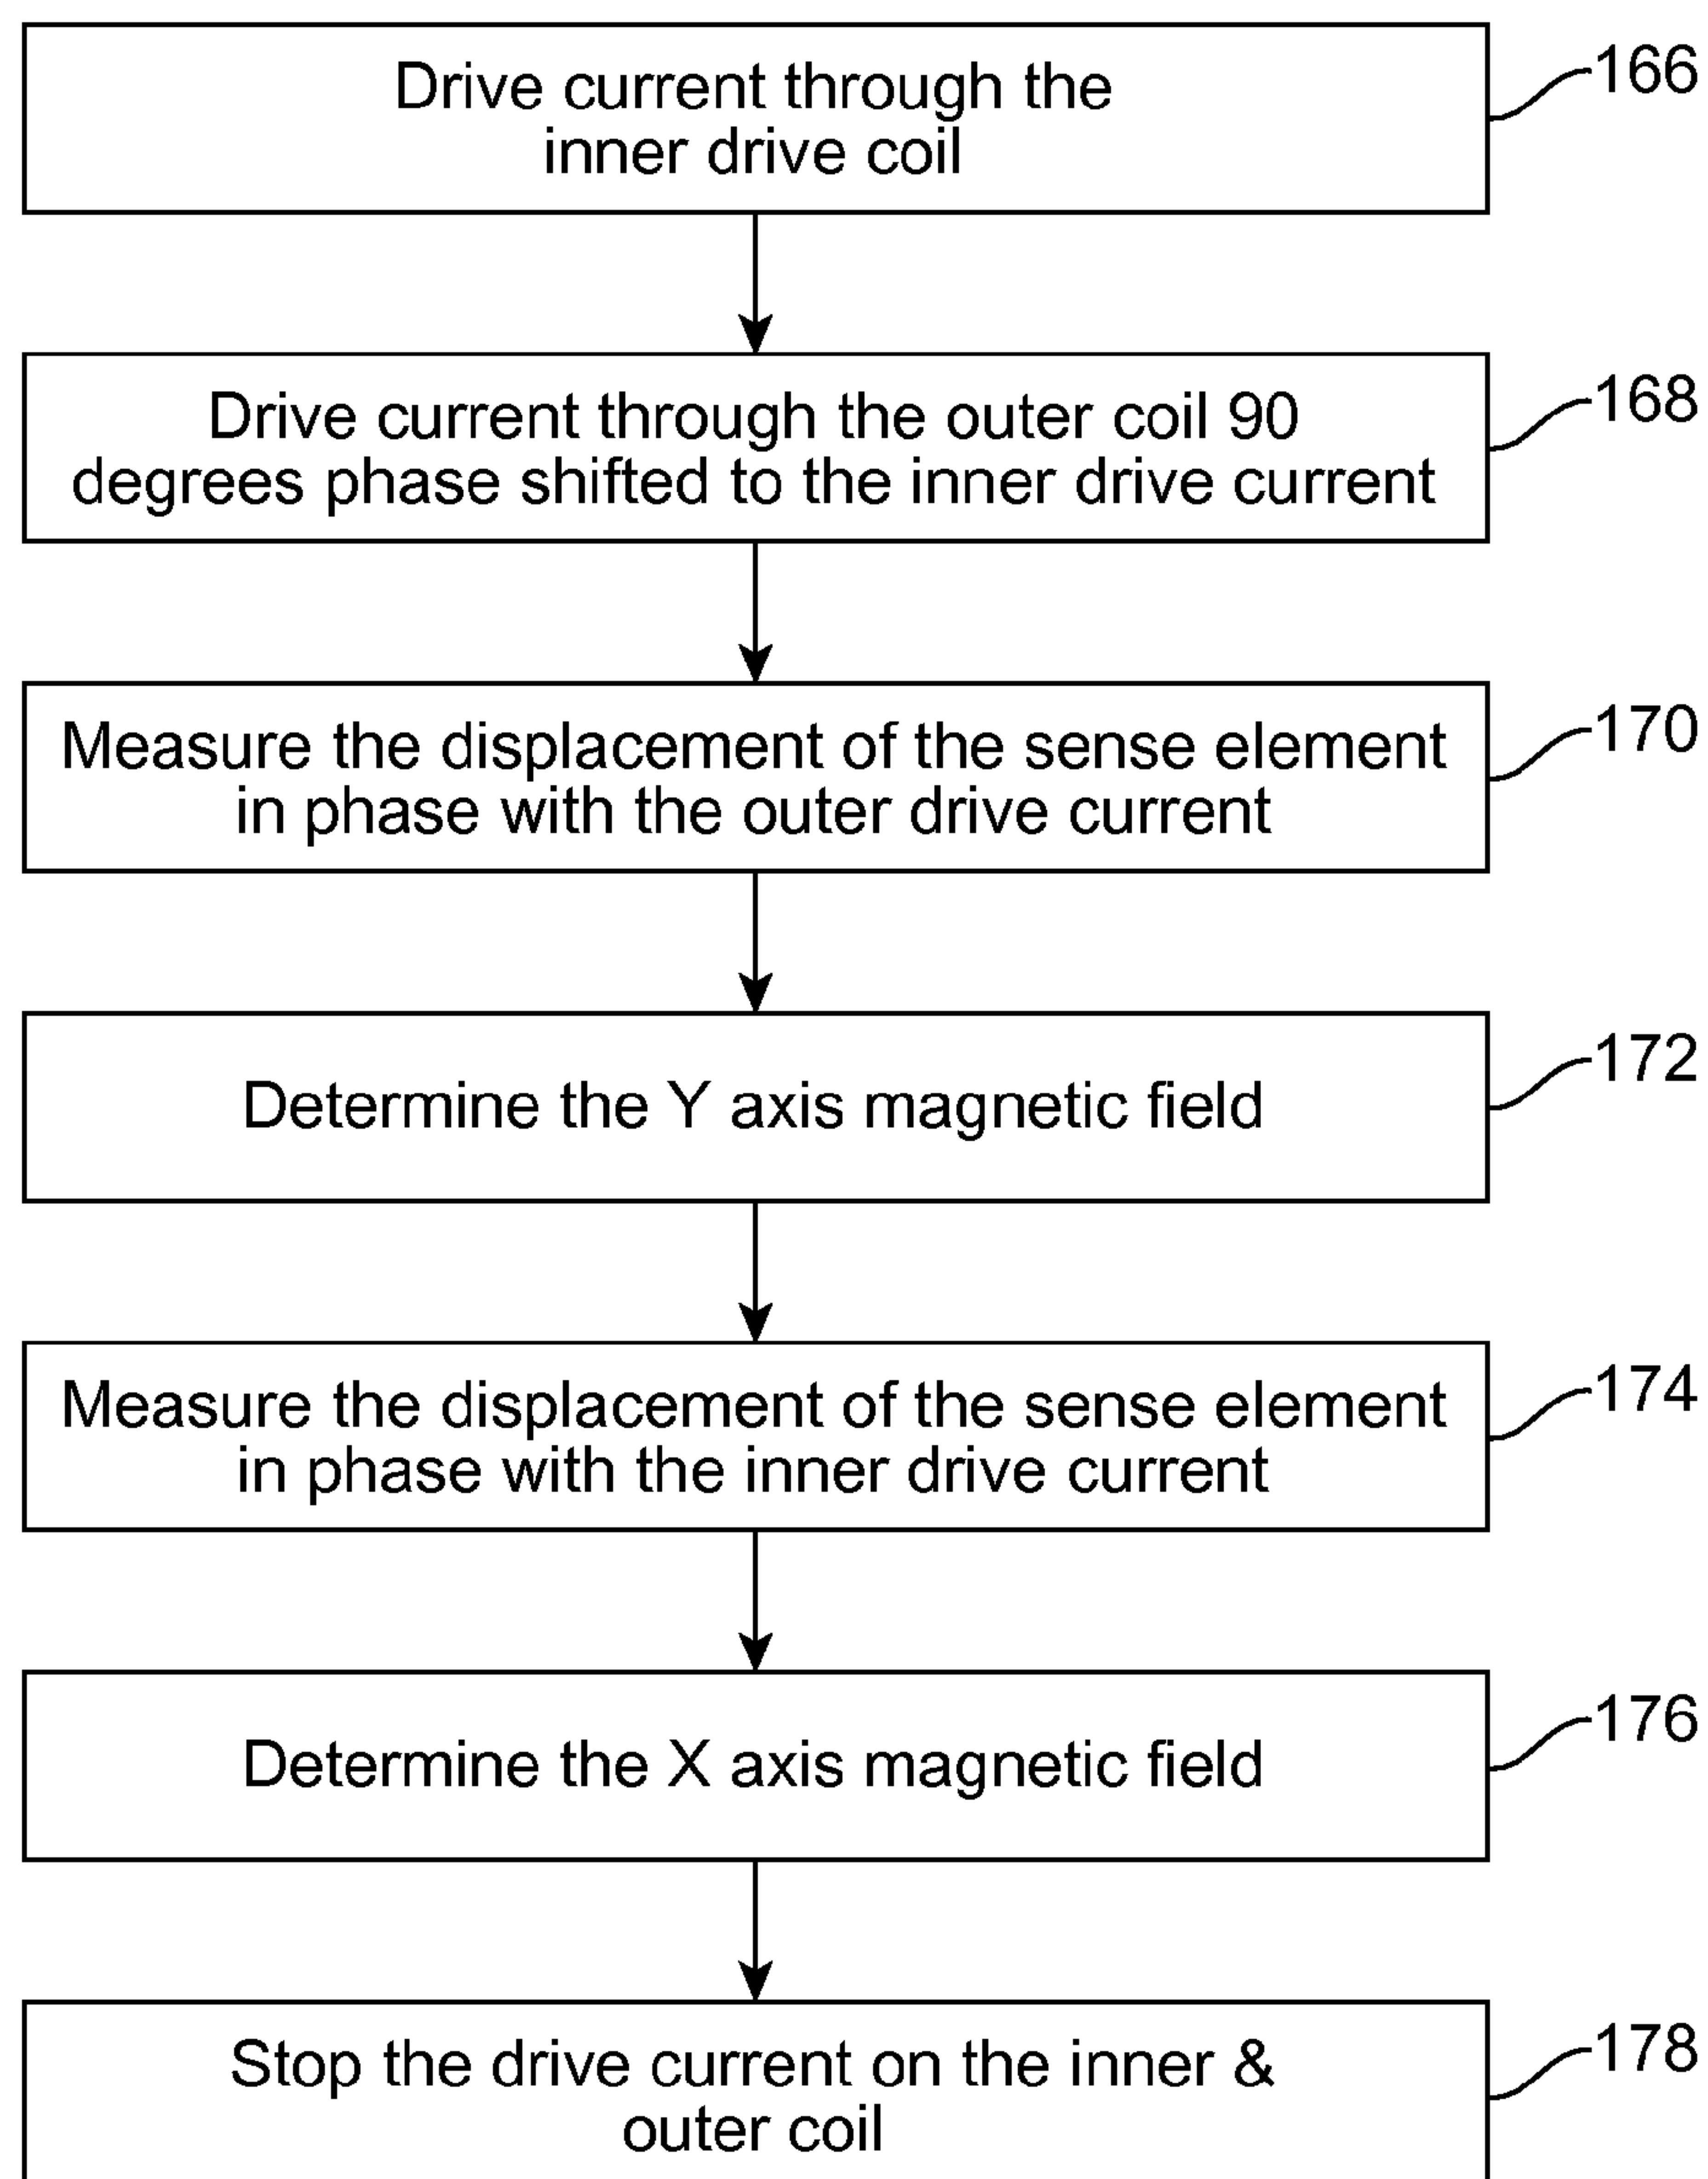 Drive current through the
inner drive coil
166
Drive current through the outer coil 90
degrees phase shifted to the inner drive current
168
Measure the displacement of the sense element
in phase with the outer drive current
170
Determine the Y axis magnetic field
172
Measure the displacement of the sense element
in phase with the inner drive current
174
Determine the X axis magnetic field
176
Stop the drive current on the inner &
outer coil
178